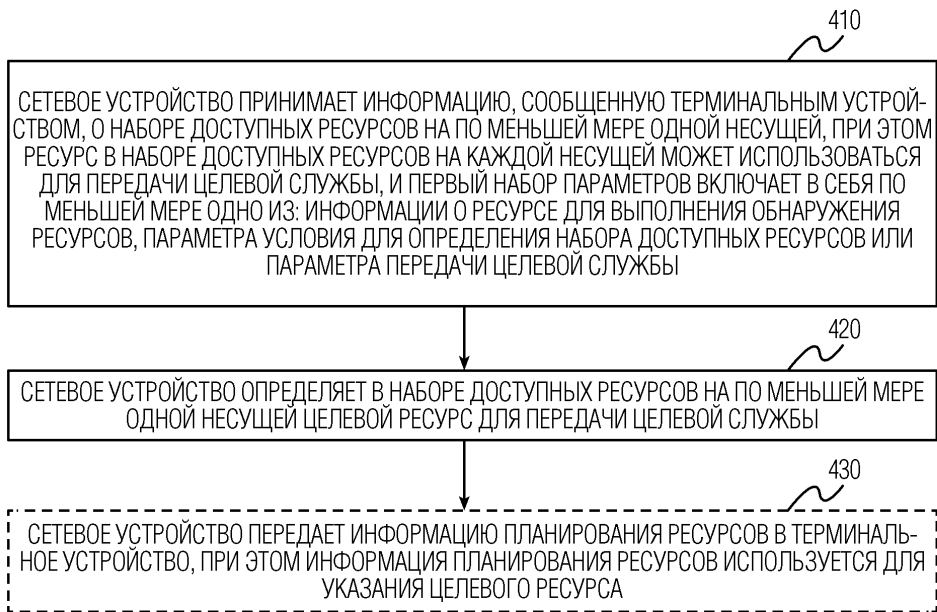 410
СЕТЕВОЕ УСТРОЙСТВО ПРИНИМАЕТ ИНФОРМАЦИЮ, СООБЩЕННУЮ ТЕРМИНАЛЬНЫМ УСТРОЙ-
СТВОМ, О НАБОРЕ ДОСТУПНЫХ РЕСУРСОВ НА ПО МЕНЬШЕЙ МЕРЕ ОДНОЙ НЕСУЩЕЙ, ПРИ ЭТОМ
РЕСУРС В НАБОРЕ ДОСТУПНЫХ РЕСУРСОВ НА КАЖДОЙ НЕСУЩЕЙ МОЖЕТ ИСПОЛЬЗОВАТЬСЯ
ДЛЯ ПЕРЕДАЧИ ЦЕЛЕВОЙ СЛУЖБЫ, И ПЕРВЫЙ НАБОР ПАРАМЕТРОВ ВКЛЮЧАЕТ В СЕБЯ ПО
МЕНЬШЕЙ МЕРЕ ОДНО ИЗ: ИНФОРМАЦИИ О РЕСУРСЕ ДЛЯ ВЫПОЛНЕНИЯ ОБНАРУЖЕНИЯ
РЕСУРСОВ, ПАРАМЕТРА УСЛОВИЯ ДЛЯ ОПРЕДЕЛЕНИЯ НАБОРА ДОСТУПНЫХ РЕСУРСОВ ИЛИ
ПАРАМЕТРА ПЕРЕДАЧИ ЦЕЛЕВОЙ СЛУЖБЫ
420
СЕТЕВОЕ УСТРОЙСТВО ОПРЕДЕЛЯЕТ В НАБОРЕ ДОСТУПНЫХ РЕСУРСОВ НА ПО МЕНЬШЕЙ МЕРЕ
ОДНОЙ НЕСУЩЕЙ ЦЕЛЕВОЙ РЕСУРС ДЛЯ ПЕРЕДАЧИ ЦЕЛЕВОЙ СЛУЖБЫ
430
СЕТЕВОЕ УСТРОЙСТВО ПЕРЕДАЕТ ИНФОРМАЦИЮ ПЛАНИРОВАНИЯ РЕСУРСОВ В ТЕРМИНАЛЬ-
НОЕ УСТРОЙСТВО, ПРИ ЭТОМ ИНФОРМАЦИЯ ПЛАНИРОВАНИЯ РЕСУРСОВ ИСПОЛЬЗУЕТСЯ ДЛЯ
УКАЗАНИЯ ЦЕЛЕВОГО РЕСУРСА